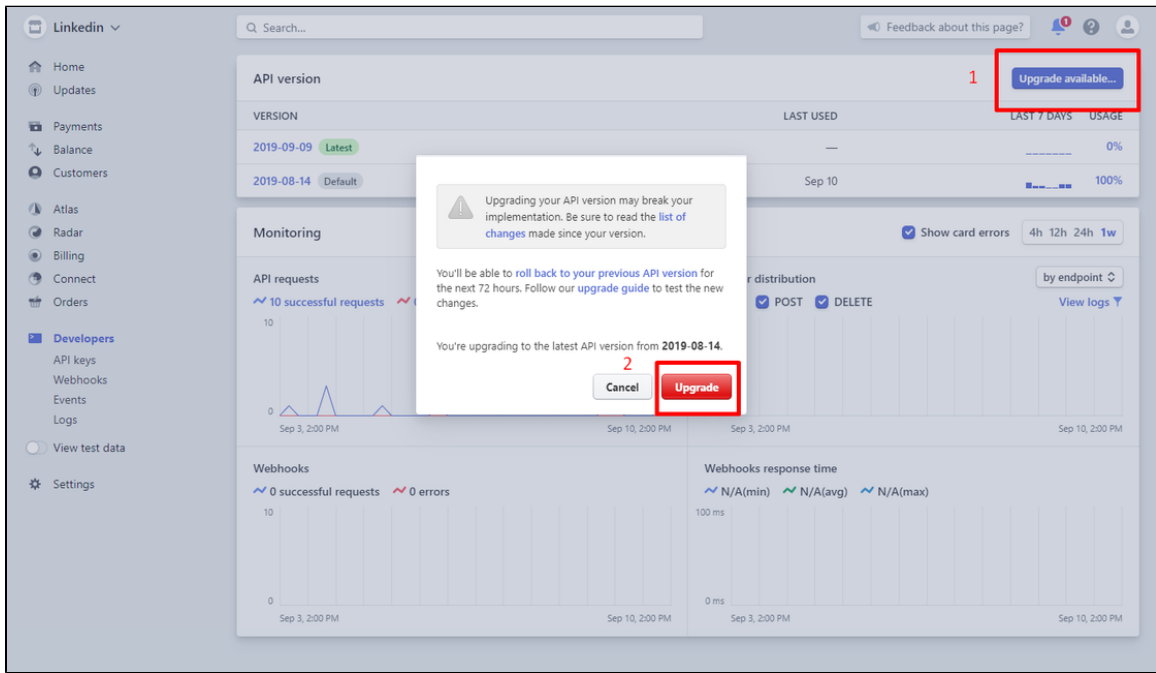 Linkedin
Search...
Feedback about this page?
1
Home
Updates
Payments
Balance
Customers
Atlas
Radar
Billing
Connect
Orders
Developers
API keys
Webhooks
Events
Logs
View test data
Settings
API version
1
Upgrade available...
VERSION LAST USED LAST 7 DAYS USAGE
2019-09-09 Latest — 0%
2019-08-14 Default Sep 10 100%
Monitoring
Show card errors 4h 12h 24h 1w
API requests
10 successful requests
10
0
Sep 3, 2:00 PM Sep 10, 2:00 PM
r distribution
by endpoint
POST DELETE View logs
Sep 3, 2:00 PM Sep 10, 2:00 PM
Upgrading your API version may break your
implementation. Be sure to read the list of
changes made since your version.
You'll be able to roll back to your previous API version for
the next 72 hours. Follow our upgrade guide to test the new
changes.
You're upgrading to the latest API version from 2019-08-14.
2
Cancel Upgrade
Webhooks
0 successful requests 0 errors
10
0
Sep 3, 2:00 PM Sep 10, 2:00 PM
Webhooks response time
N/A(min) N/A(avg) N/A(max)
100 ms
0 ms
Sep 3, 2:00 PM Sep 10, 2:00 PM